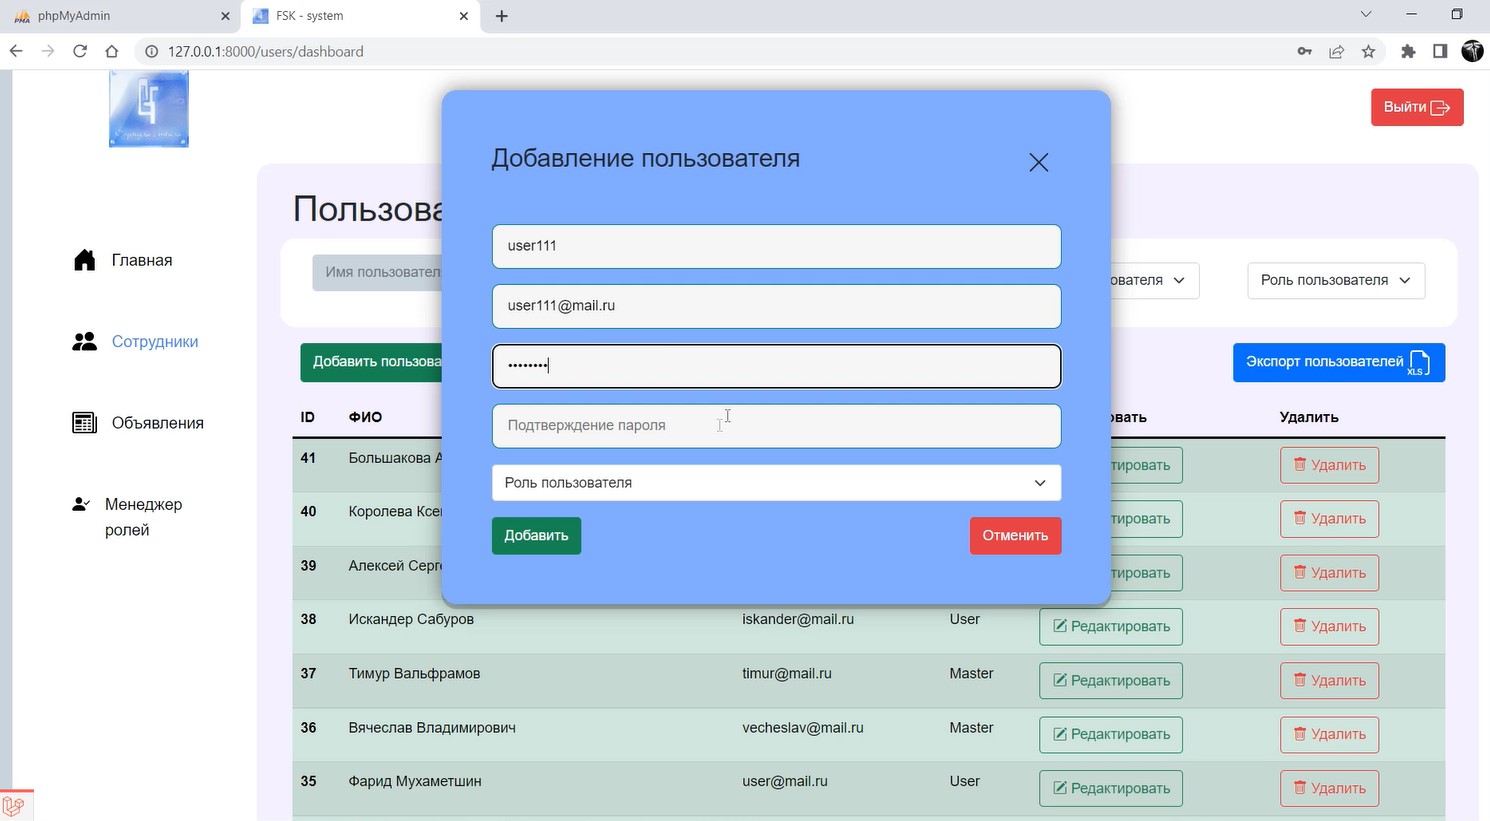 phpMyAdmin
FSK - system
127.0.0.1:8000/users/dashboard
Выйти
Добавление пользователя
Пользова
user111
Имя пользовател
user111@mail.ru
ователя
Роль пользователя
••••••••
Подтверждение пароля
Роль пользователя
Добавить
Отменить
Главная
Сотрудники
Объявления
Менеджер
ролей
Добавить пользова
Экспорт пользователей
XLS
ID ФИО вать Удалить
41 Большакова А тировать Удалить
40 Королева Ксе тировать Удалить
39 Алексей Серг тировать Удалить
38 Искандер Сабуров iskander@mail.ru User Редактировать Удалить
37 Тимур Вальфрамов timur@mail.ru Master Редактировать Удалить
36 Вячеслав Владимирович vecheslav@mail.ru Master Редактировать Удалить
35 Фарид Мухаметшин user@mail.ru User Редактировать Удалить